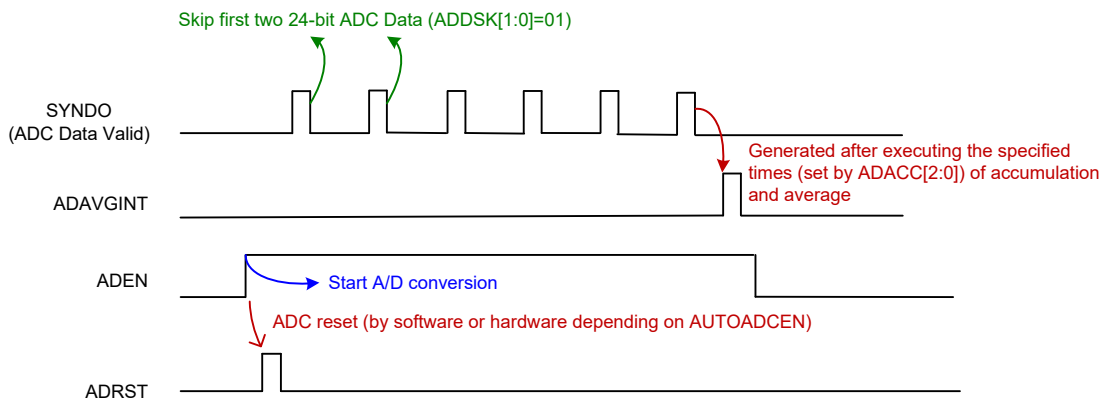 Skip first two 24-bit ADC Data (ADDSK[1:0]=01)
SYNDO
(ADC Data Valid)
Generated after executing the specified
times (set by ADACC[2:0]) of accumulation
and average
ADAVGINT
ADEN
Start A/D conversion
ADC reset (by software or hardware depending on AUTOADCEN)
ADRST